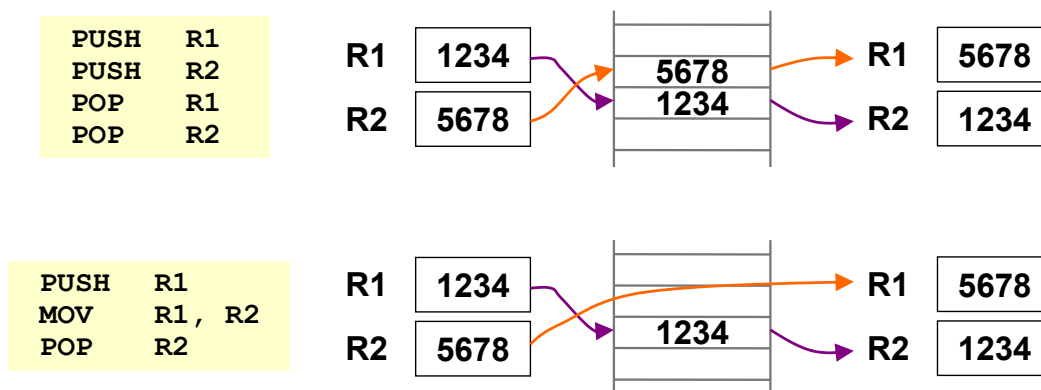 PUSH R1
PUSH R2
POP R1
POP R2
R1 1234 5678 R1 5678
R2 5678 1234 R2 1234
PUSH R1
MOV R1, R2
POP R2
R1 1234 R1 5678
R2 5678 1234 R2 1234